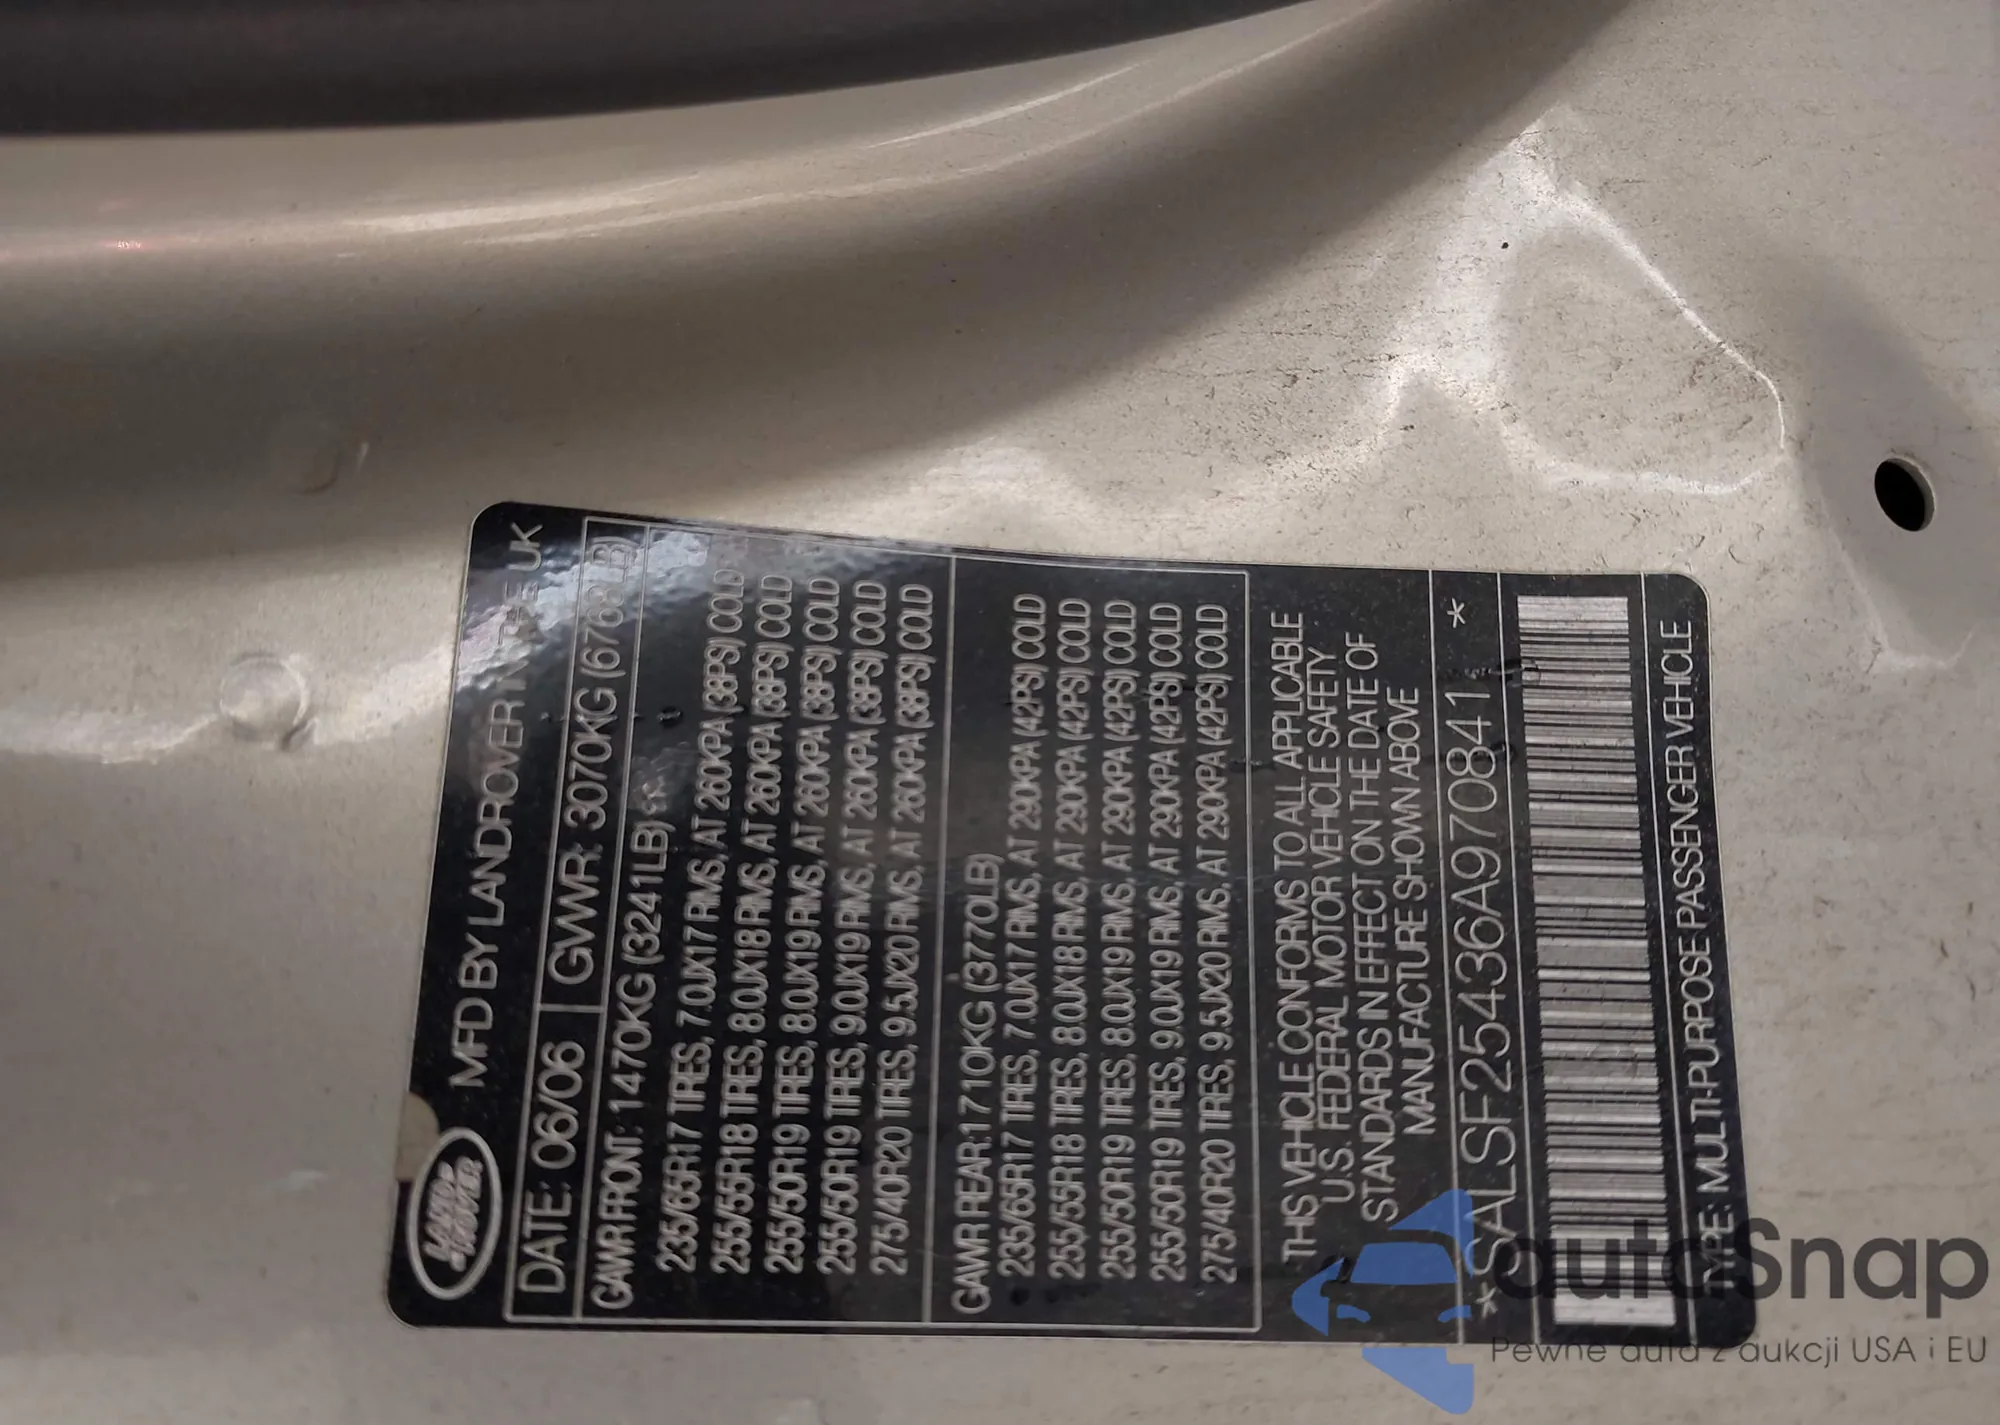 LAND
ROVER
MFD BY LAND ROVER IN THE UK
DATE: 06/06 GVWR: 3070KG (6768LB)
GAWR FRONT: 1470KG (3241LB)
235/65R17 TIRES, 7.0JX17 RIMS, AT 260KPA (38PSI) COLD
255/55R18 TIRES, 8.0JX18 RIMS, AT 260KPA (38PSI) COLD
255/50R19 TIRES, 8.0JX19 RIMS, AT 260KPA (38PSI) COLD
255/50R19 TIRES, 9.0JX19 RIMS, AT 260KPA (38PSI) COLD
275/40R20 TIRES, 9.5JX20 RIMS, AT 260KPA (38PSI) COLD
GAWR REAR:1710KG (3770LB)
235/65R17 TIRES, 7.0JX17 RIMS, AT 290KPA (42PSI) COLD
255/55R18 TIRES, 8.0JX18 RIMS, AT 290KPA (42PSI) COLD
255/50R19 TIRES, 8.0JX19 RIMS, AT 290KPA (42PSI) COLD
255/50R19 TIRES, 9.0JX19 RIMS, AT 290KPA (42PSI) COLD
275/40R20 TIRES, 9.5JX20 RIMS, AT 290KPA (42PSI) COLD
THIS VEHICLE CONFORMS TO ALL APPLICABLE
U.S. FEDERAL MOTOR VEHICLE SAFETY
STANDARDS IN EFFECT ON THE DATE OF
MANUFACTURE SHOWN ABOVE
*SALSF25436A970841*
TYPE: MULTI-PURPOSE PASSENGER VEHICLE
autoSnap
Pewne auta z aukcji USA i EU